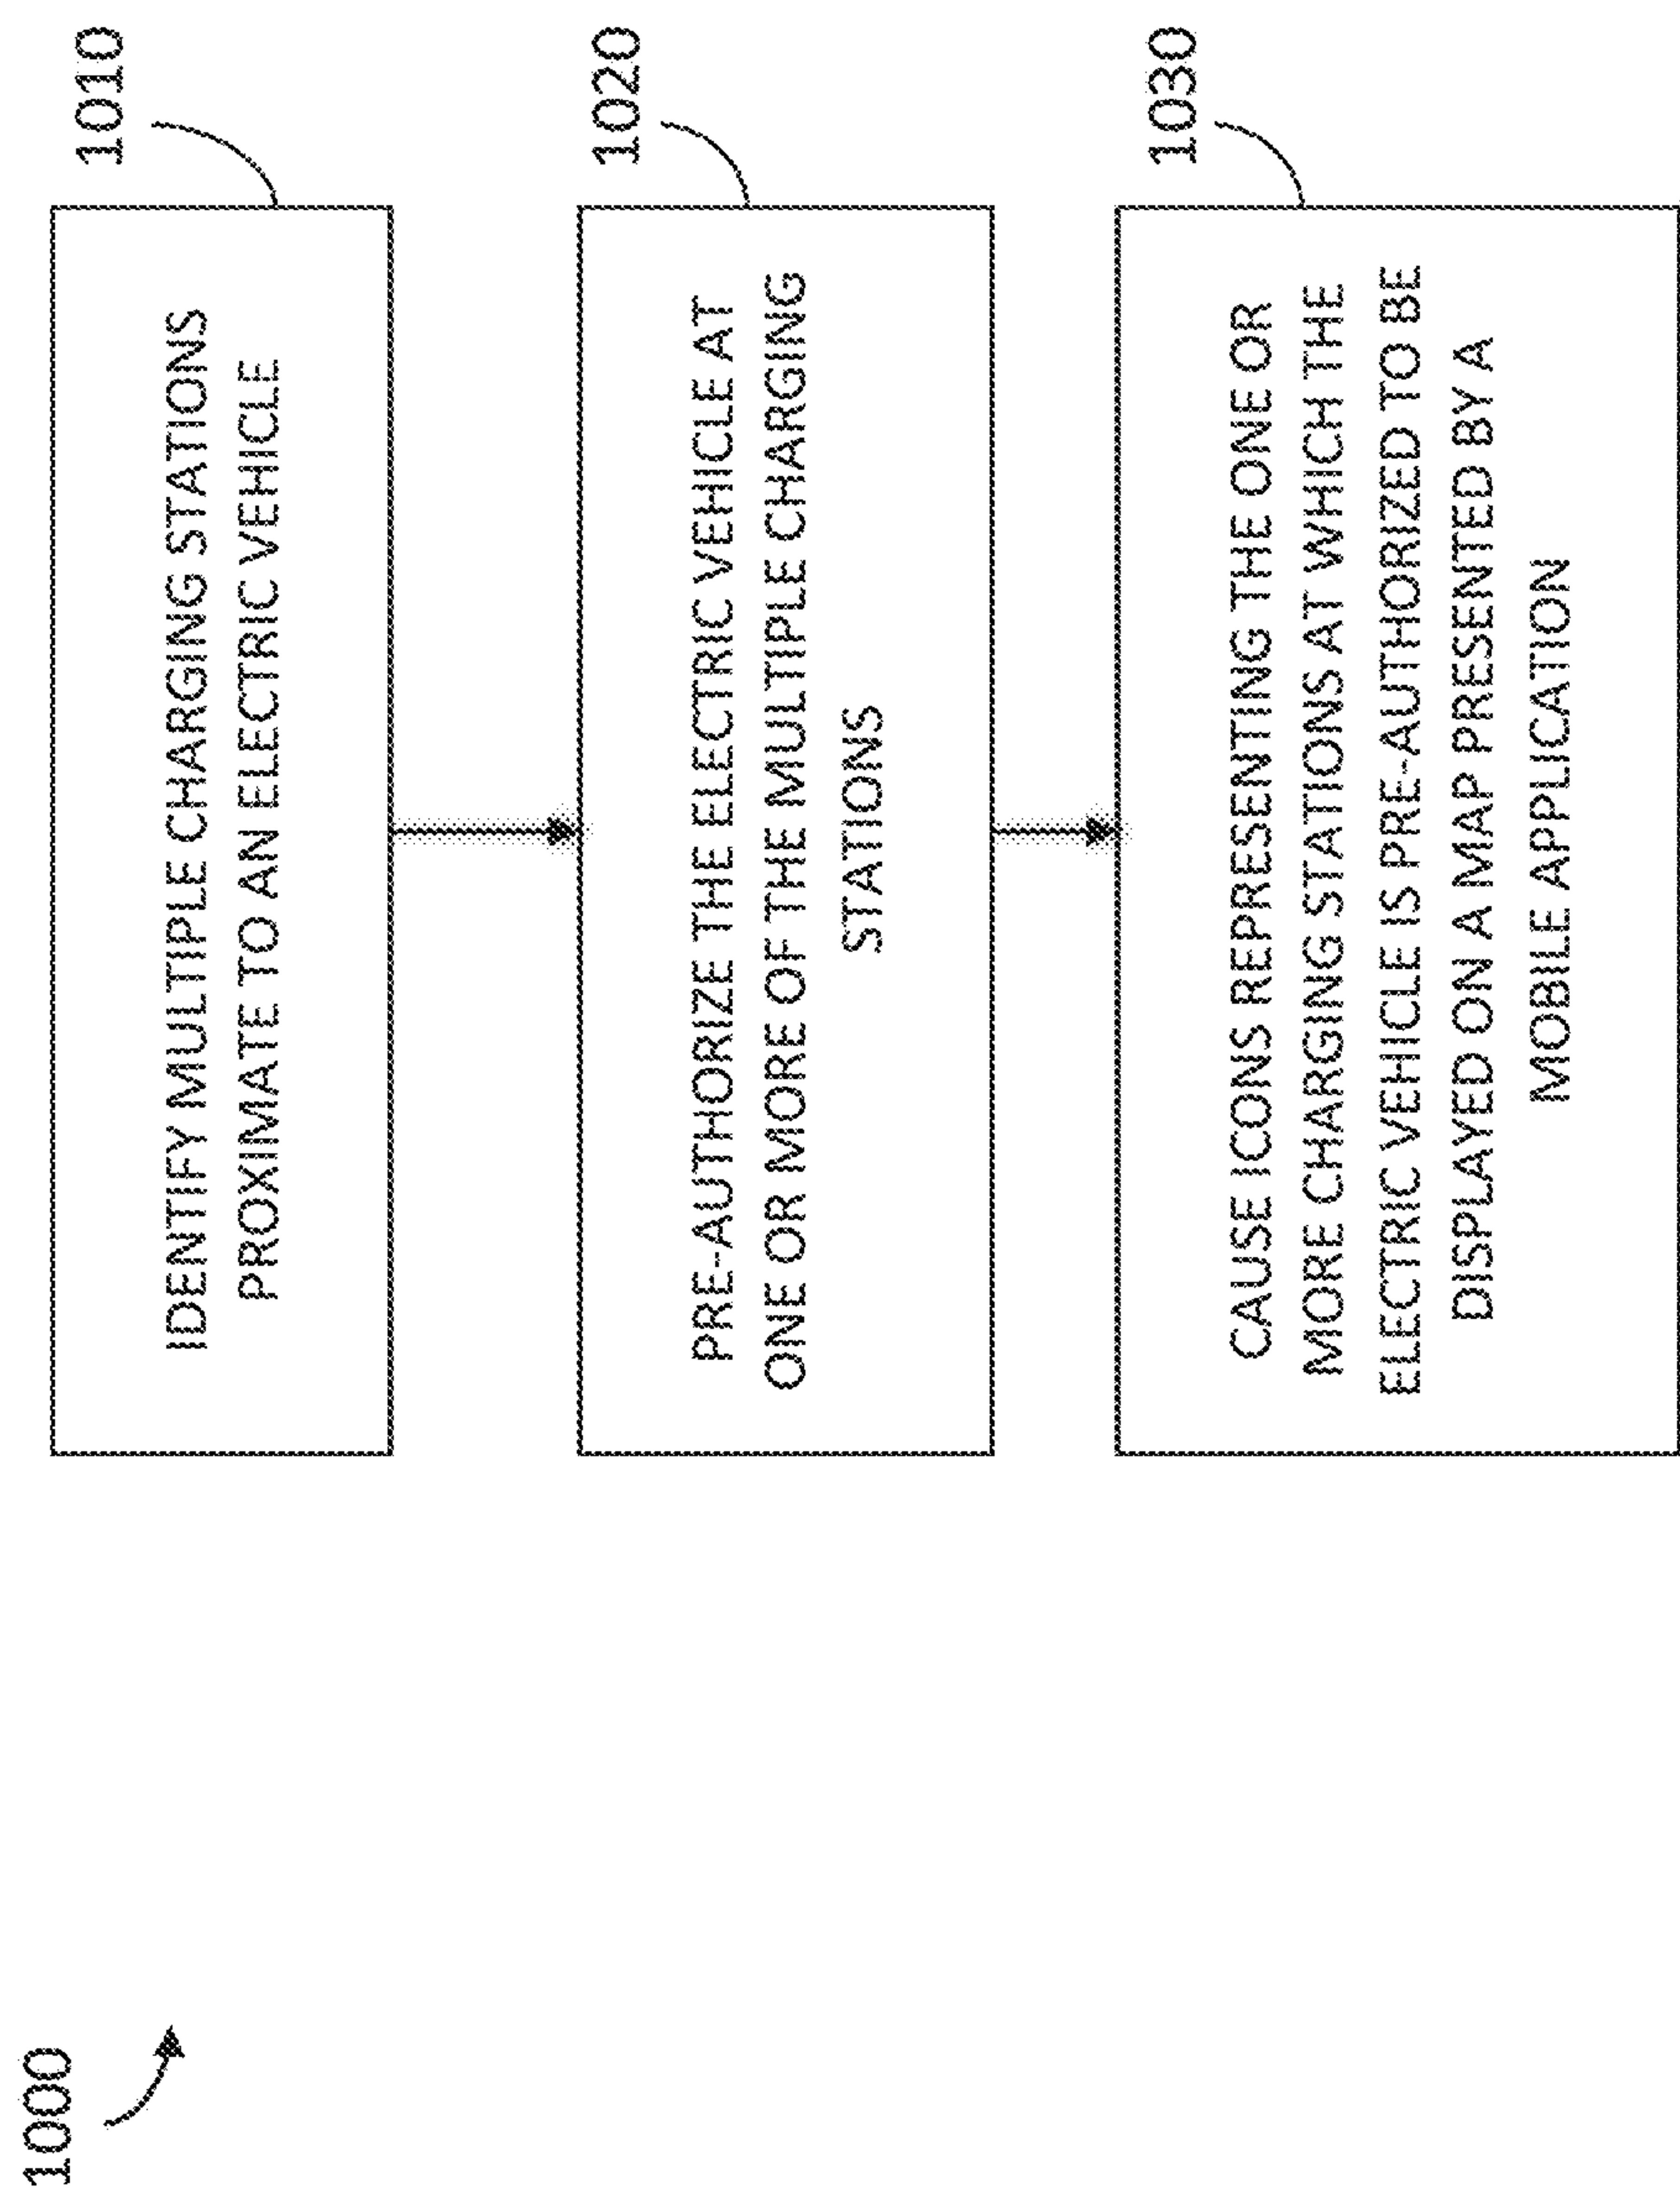 1000
1010
IDENTIFY MULTIPLE CHARGING STATIONS
PROXIMATE TO AN ELECTRIC VEHICLE
1020
PRE-AUTHORIZE THE ELECTRIC VEHICLE AT
ONE OR MORE OF THE MULTIPLE CHARGING
STATIONS
1030
CAUSE ICONS REPRESENTING THE ONE OR
MORE CHARGING STATIONS AT WHICH THE
ELECTRIC VEHICLE IS PRE-AUTHORIZED TO BE
DISPLAYED ON A MAP PRESENTED BY A
MOBILE APPLICATION